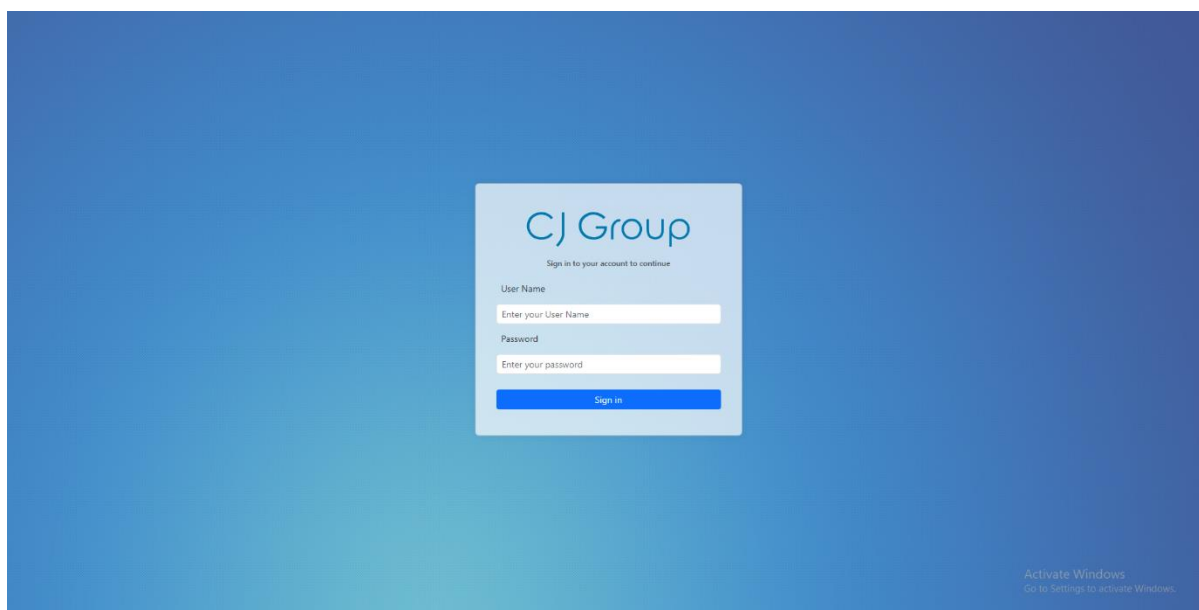 CJ Group
Sign in to your account to continue
User Name
Enter your User Name
Password
Enter your password
Sign in
Activate Windows
Go to Settings to activate Windows.